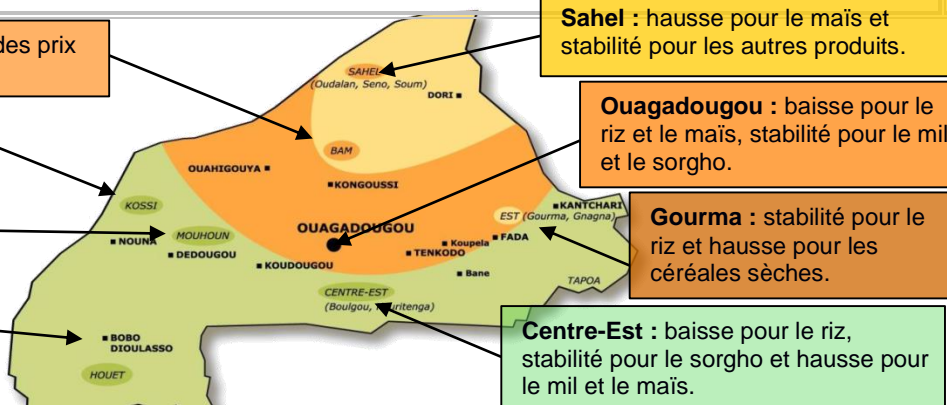 des prix
Sahel : hausse pour le maïs et
stabilité pour les autres produits.
SAHEL
(Oudalan, Seno, Soum)
DORI
Ouagadougou : baisse pour le
riz et le maïs, stabilité pour le mil
et le sorgho.
BAM
OUAHIGOUYA
KONGOUSSI
KOSSI
KANTCHARI
EST (Gourma, Gnagna)
Gourma : stabilité pour le
riz et hausse pour les
céréales sèches.
OUAGADOUGOU
MOUHOUN
NOUNA
DEDOUGOU
Koupela
FADA
TENKODO
KOUDOUGOU
Bane
TAPOA
CENTRE-EST
(Boulgou,
Centre-Est : baisse pour le riz,
stabilité pour le sorgho et hausse pour
le mil et le maïs.
BOBO
DIOULASSO
HOUET